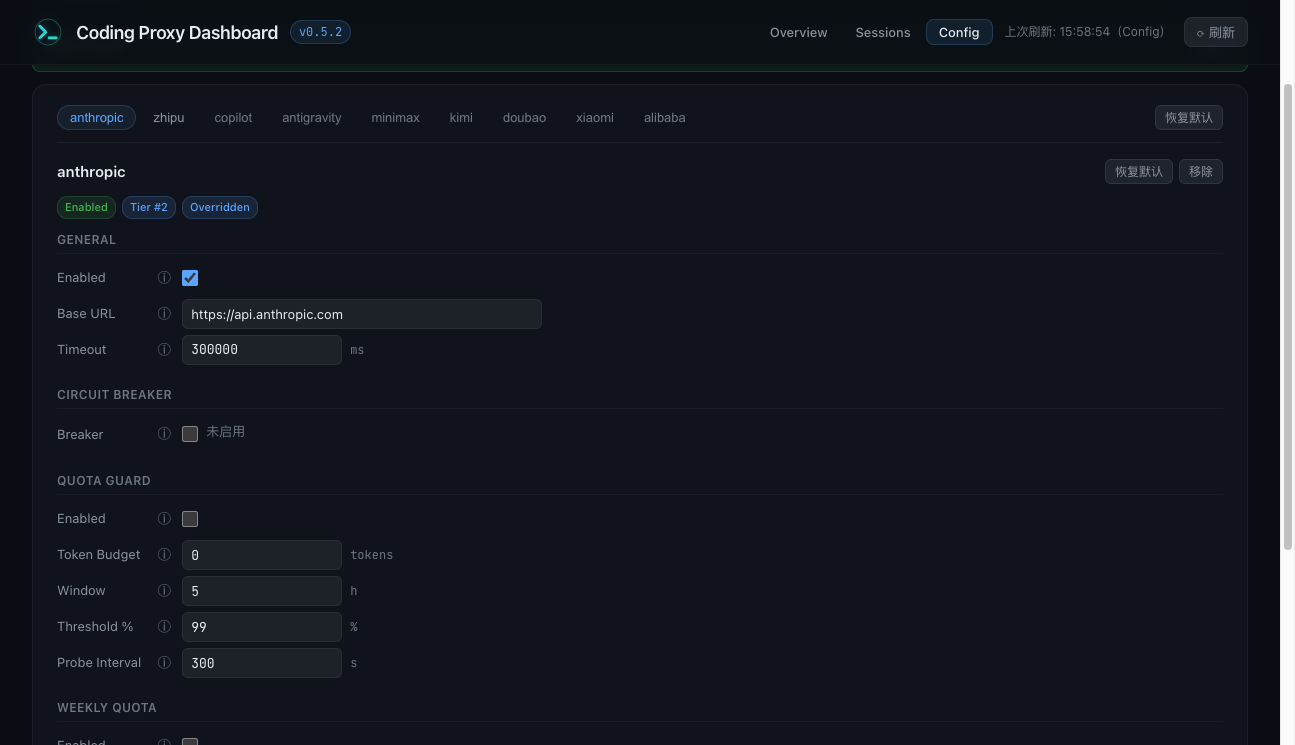 Coding Proxy Dashboard v0.5.2 Overview Sessions Config 上次刷新: 15:58:54 (Config) 刷新
anthropic zhipu copilot antigravity minimax kimi doubao xiaomi alibaba 恢复默认
anthropic 恢复默认 移除
Enabled Tier #2 Overridden
GENERAL
Enabled
Base URL https://api.anthropic.com
Timeout 300000 ms
CIRCUIT BREAKER
Breaker 未启用
QUOTA GUARD
Enabled
Token Budget 0 tokens
Window 5 h
Threshold % 99 %
Probe Interval 300 s
WEEKLY QUOTA
Enabled